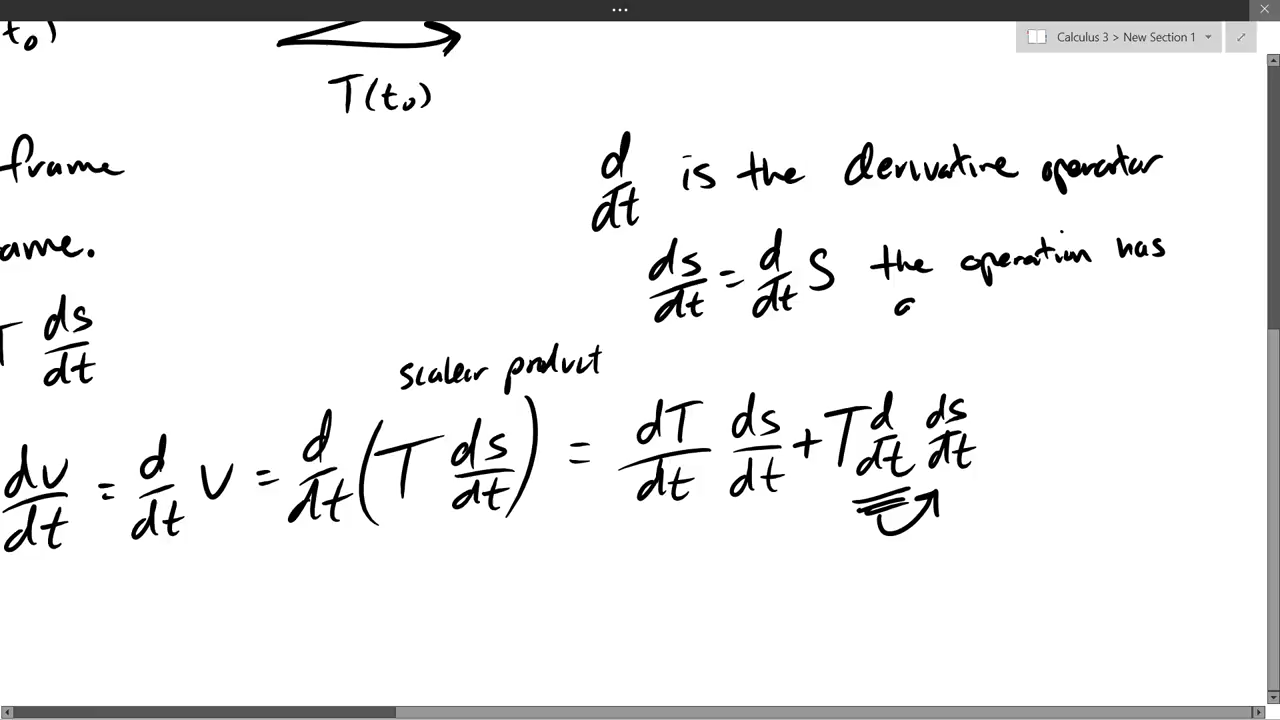 Calculus 3 > New Section 1
t₀)
T(t₀)
frame
ame.
T ds/dt
d/dt is the derivative operator
ds/dt = d/dt S the operation has
a
scalar product
dv/dt = d/dt v = d/dt (T ds/dt) = dT/dt ds/dt + T d/dt ds/dt